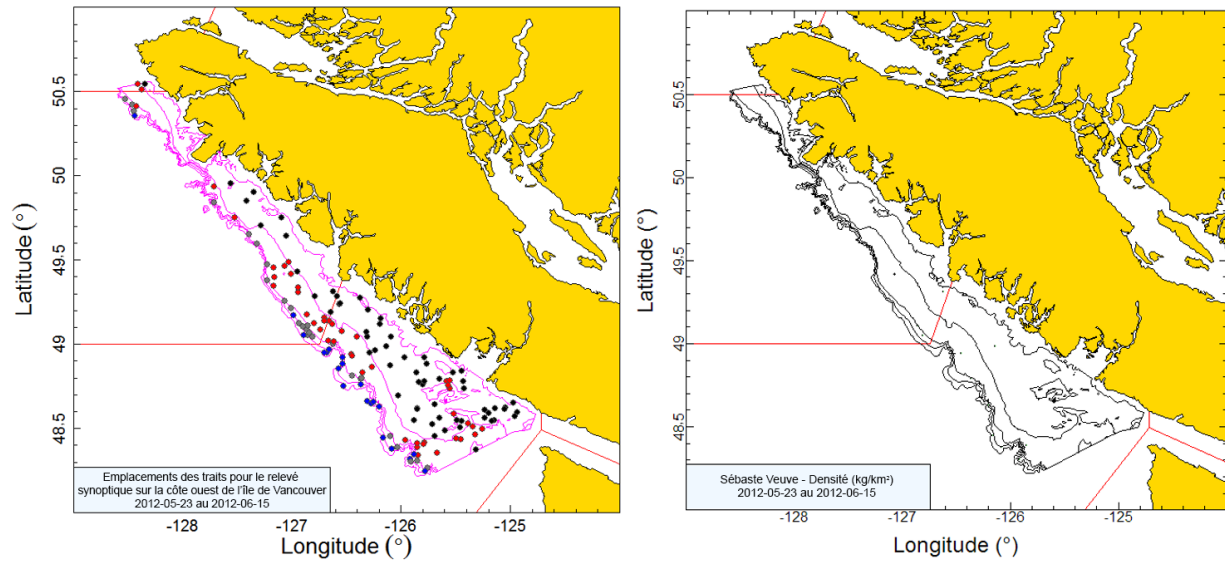 50.5
50
49.5
49
48.5
Latitude (°)
Emplacements des traits pour le relevé
synoptique sur la côte ouest de l'île de Vancouver
2012-05-23 au 2012-06-15
-128
-127
-126
-125
Longitude (°)
50.5
50
49.5
49
48.5
Latitude (°)
Sébaste Veuve - Densité (kg/km²)
2012-05-23 au 2012-06-15
-128
-127
-126
-125
Longitude (°)